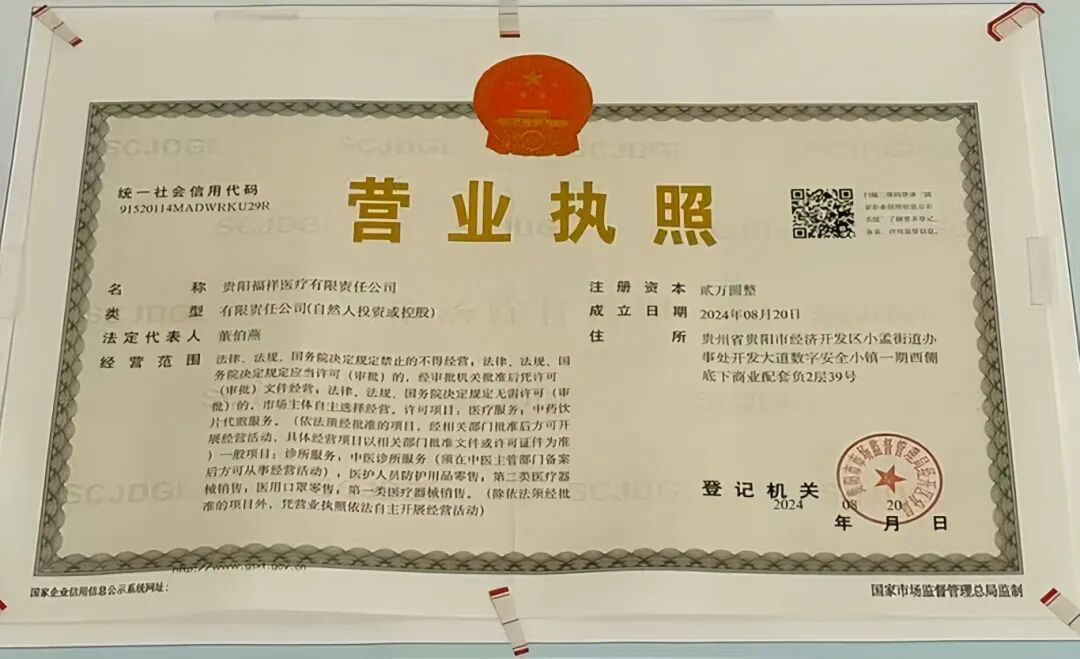 统一社会信用代码
91520114MADWRKU29R
营业执照
名称 贵阳福祥医疗有限责任公司
类型 有限责任公司(自然人投资或控股)
法定代表人 董伯燕
经营范围 法律、法规、国务院决定规定禁止的不得经营；法律、法规、国
务院决定规定应当许可（审批）的，经审批机关批准后凭许可
（审批）文件经营；法律、法规、国务院决定规定无需许可（审
批）的，市场主体自主选择经营。许可项目：医疗服务；中药饮
片代煎服务。（依法须经批准的项目，经相关部门批准后方可开
展经营活动，具体经营项目以相关部门批准文件或许可证件为准
）一般项目：诊所服务，中医诊所服务（须在中医主管部门备案
后方可从事经营活动），医护人员防护用品零售；第二类医疗器
械销售；医用口罩零售；第一类医疗器械销售。（除依法须经批
准的项目外，凭营业执照依法自主开展经营活动）
注册资本 贰万圆整
成立日期 2024年08月20日
住所 贵州省贵阳市经济开发区小孟街道办
事处开发大道数字安全小镇一期西侧
底下商业配套负2层39号
登记机关
2024 08 20
年 月 日
http://www.gsxt.gov.cn
国家企业信用信息公示系统网址：
国家市场监督管理总局监制